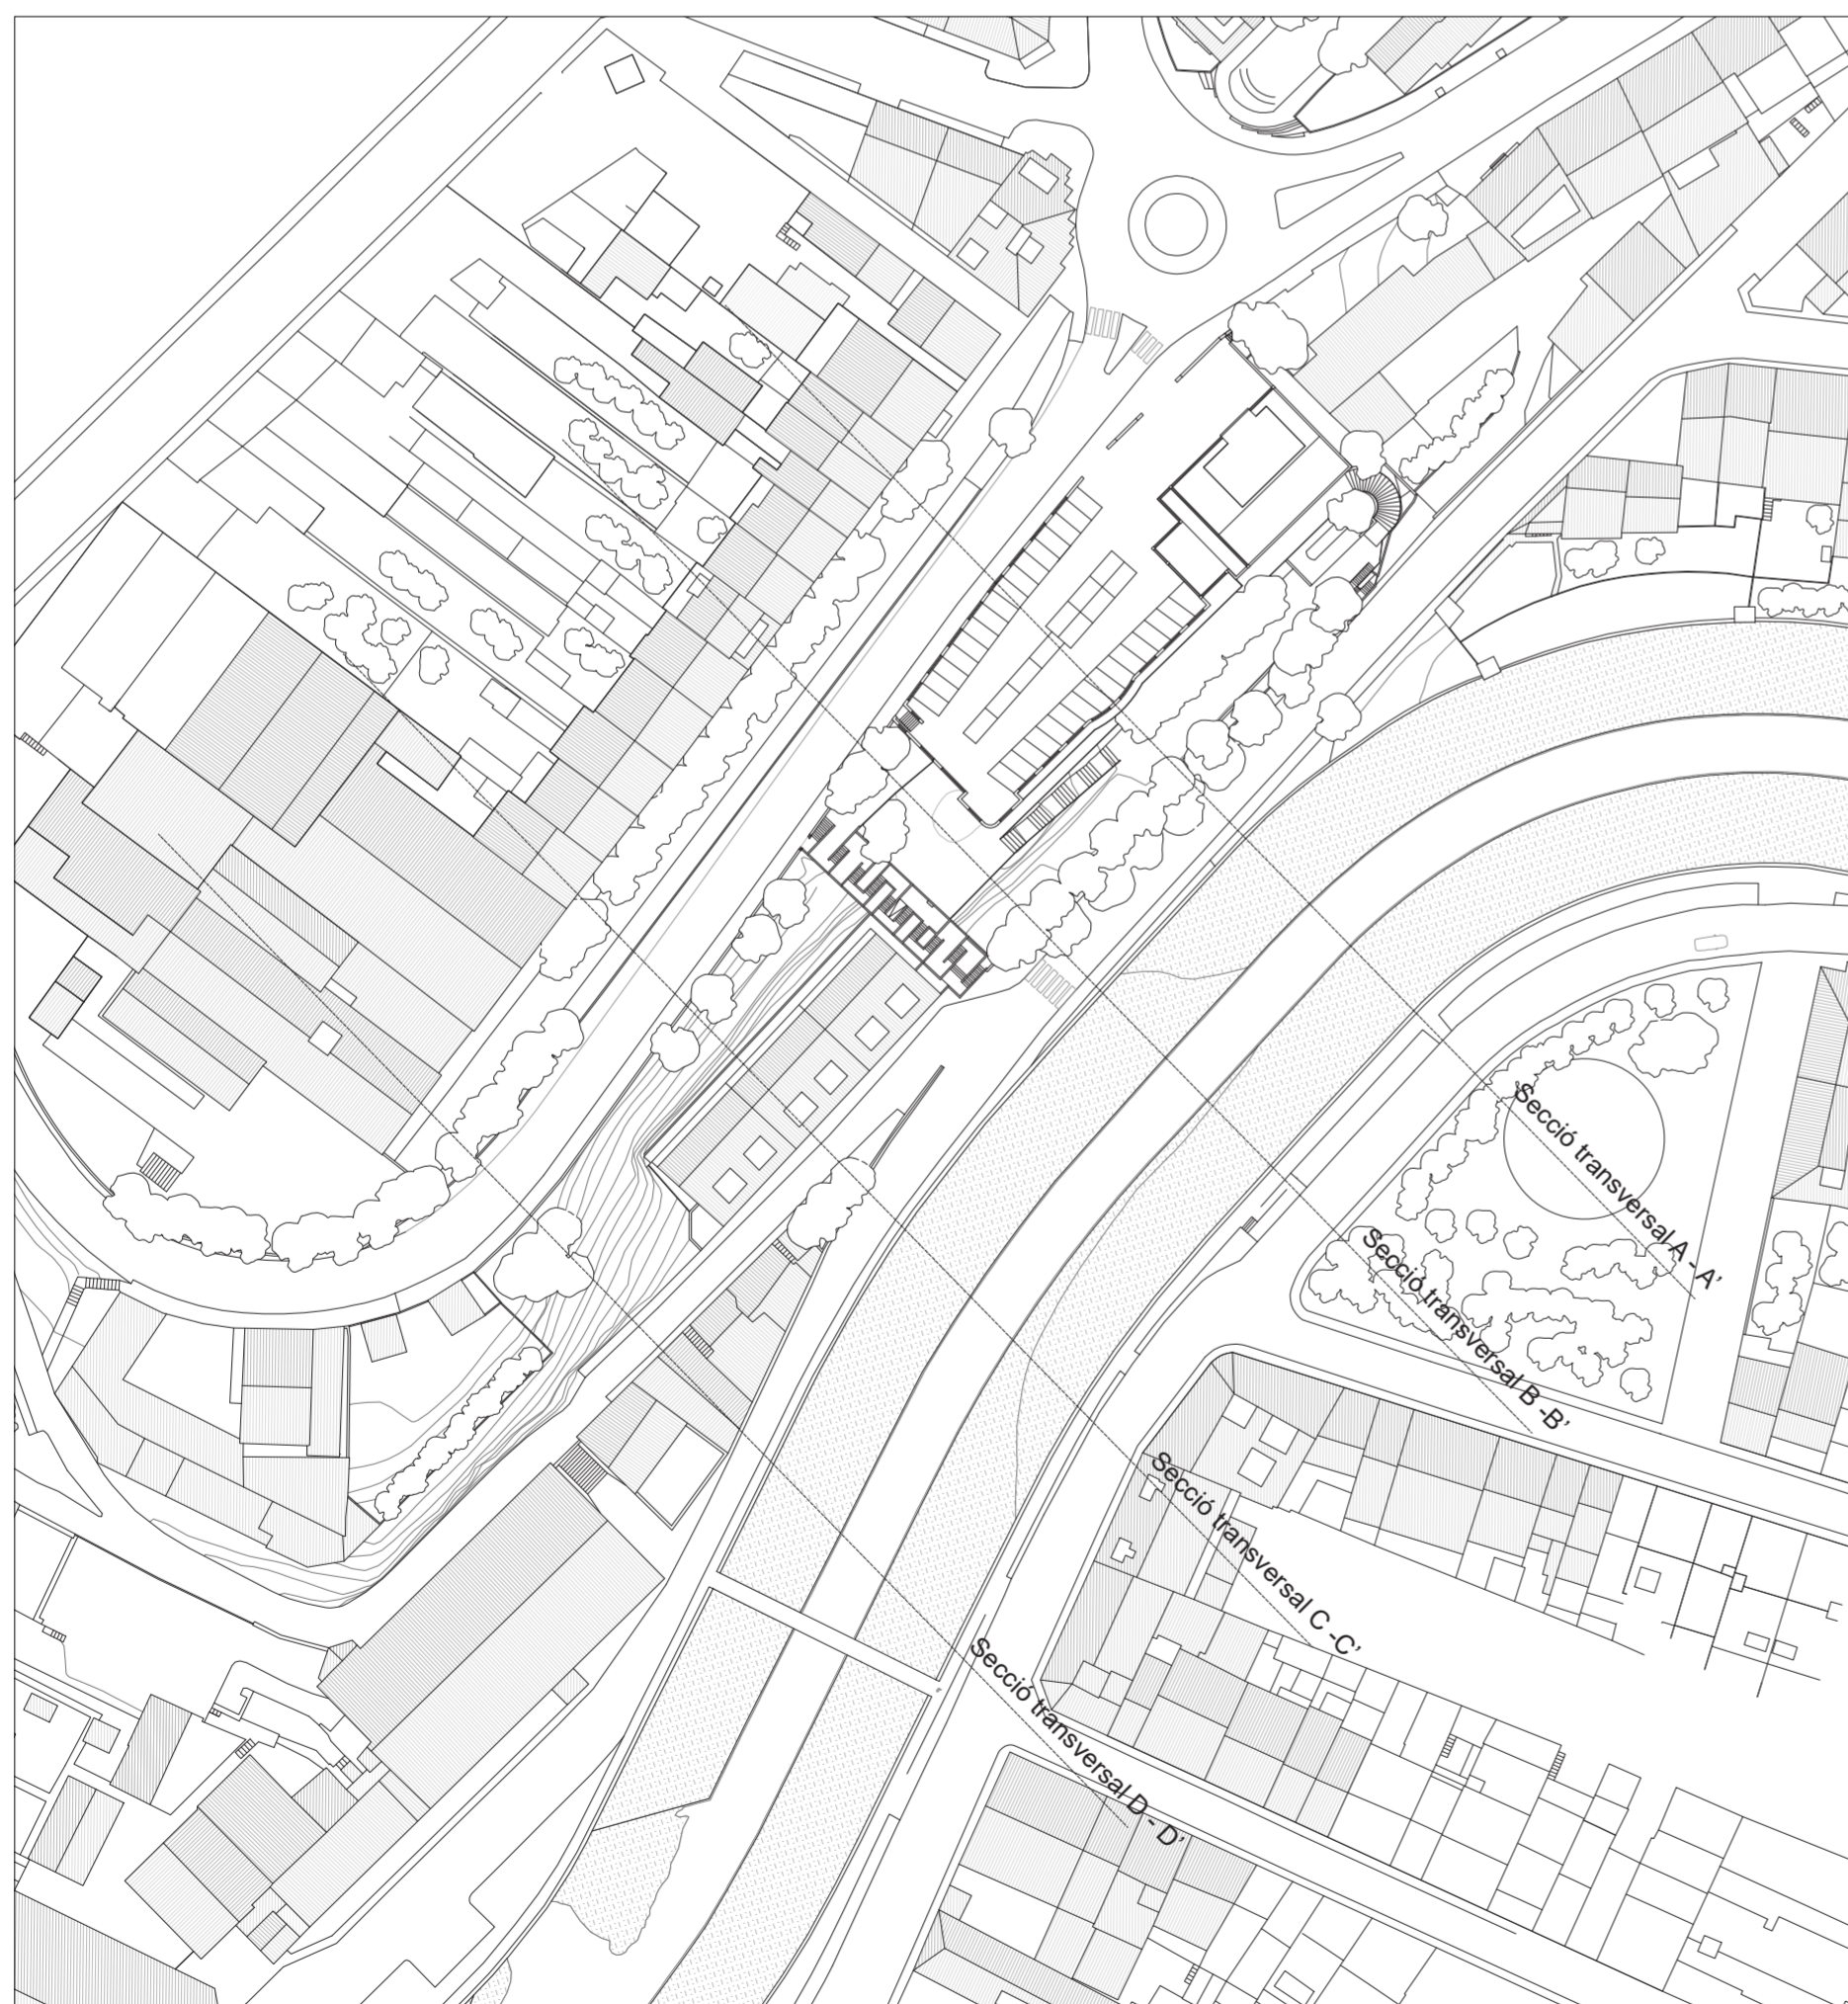 Secció transversal A - A'
Secció transversal B -B'
Secció transversal C -C'
Secció transversal D - D'